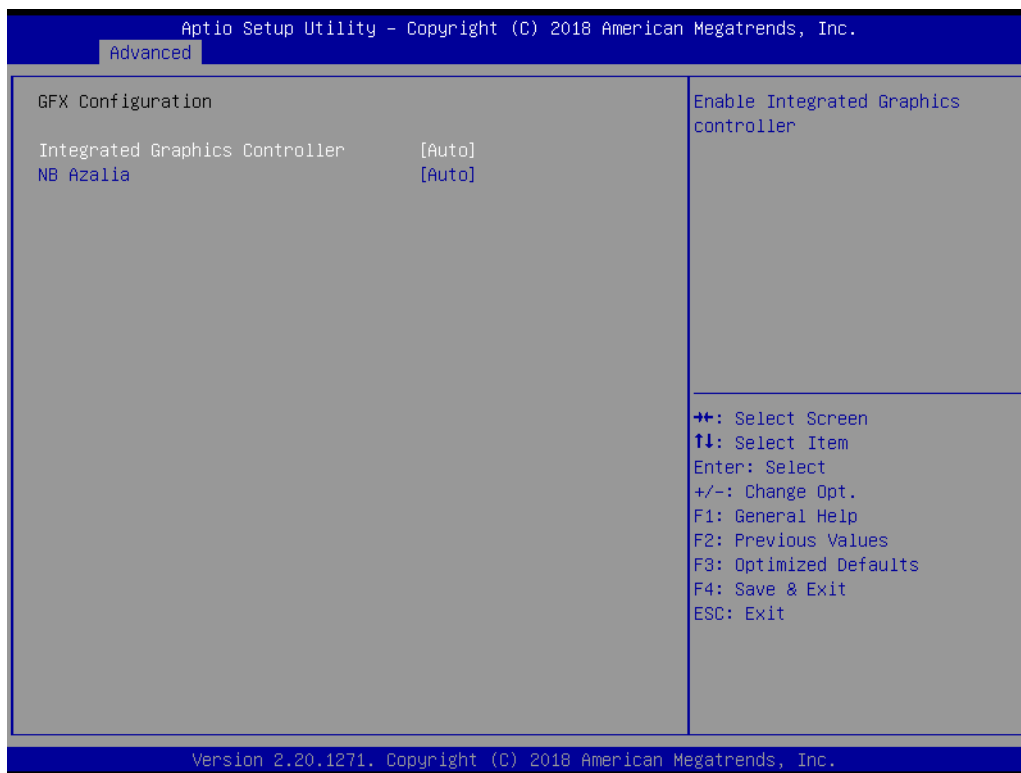 Aptio Setup Utility – Copyright (C) 2018 American Megatrends, Inc.
Advanced
GFX Configuration
Integrated Graphics Controller [Auto]
NB Azalia [Auto]
Enable Integrated Graphics
controller
→←: Select Screen
↑↓: Select Item
Enter: Select
+/-: Change Opt.
F1: General Help
F2: Previous Values
F3: Optimized Defaults
F4: Save & Exit
ESC: Exit
Version 2.20.1271. Copyright (C) 2018 American Megatrends, Inc.